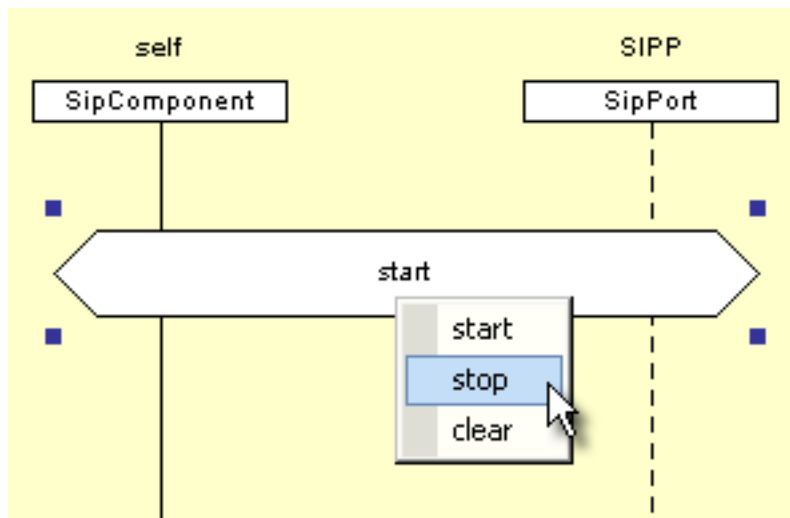 self SIPP
SipComponent SipPort
start
start
stop
clear